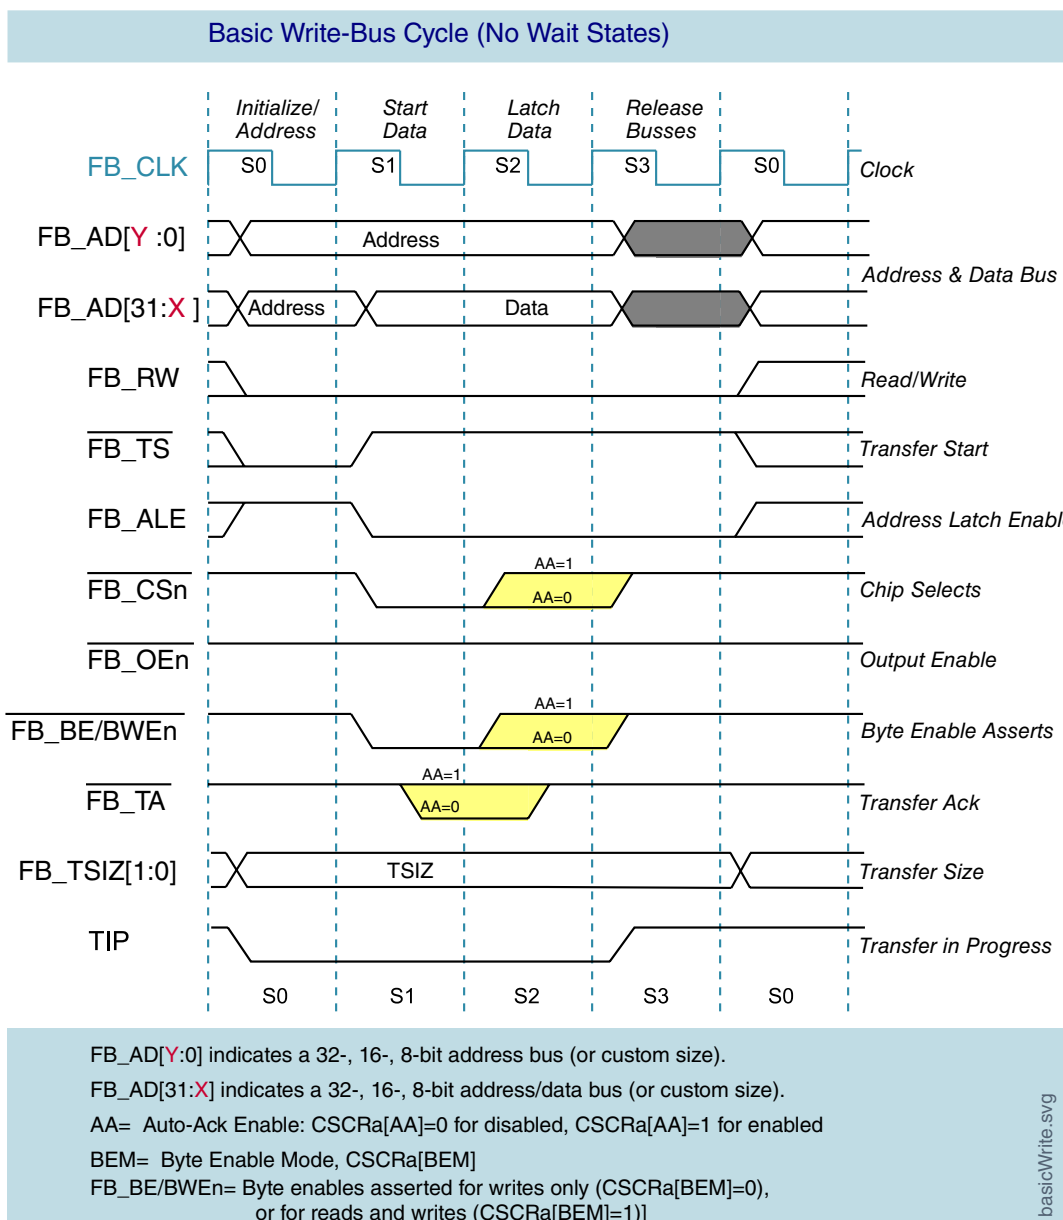 Basic Write-Bus Cycle (No Wait States)
Initialize/ Address
Start Data
Latch Data
Release Busses
FB_CLK S0 S1 S2 S3 S0 Clock
FB_AD[Y :0] Address
Address & Data Bus
FB_AD[31:X ] Address Data
FB_RW Read/Write
FB_TS Transfer Start
FB_ALE Address Latch Enabl
AA=1
FB_CSn AA=0 Chip Selects
FB_OEn Output Enable
AA=1
FB_BE/BWEn AA=0 Byte Enable Asserts
AA=1
FB_TA AA=0 Transfer Ack
FB_TSIZ[1:0] TSIZ Transfer Size
TIP Transfer in Progress
S0 S1 S2 S3 S0
FB_AD[Y:0] indicates a 32-, 16-, 8-bit address bus (or custom size).
FB_AD[31:X] indicates a 32-, 16-, 8-bit address/data bus (or custom size).
AA= Auto-Ack Enable: CSCRa[AA]=0 for disabled, CSCRa[AA]=1 for enabled
BEM= Byte Enable Mode, CSCRa[BEM]
FB_BE/BWEn= Byte enables asserted for writes only (CSCRa[BEM]=0),
or for reads and writes (CSCRa[BEM]=1)]
basicWrite.svg